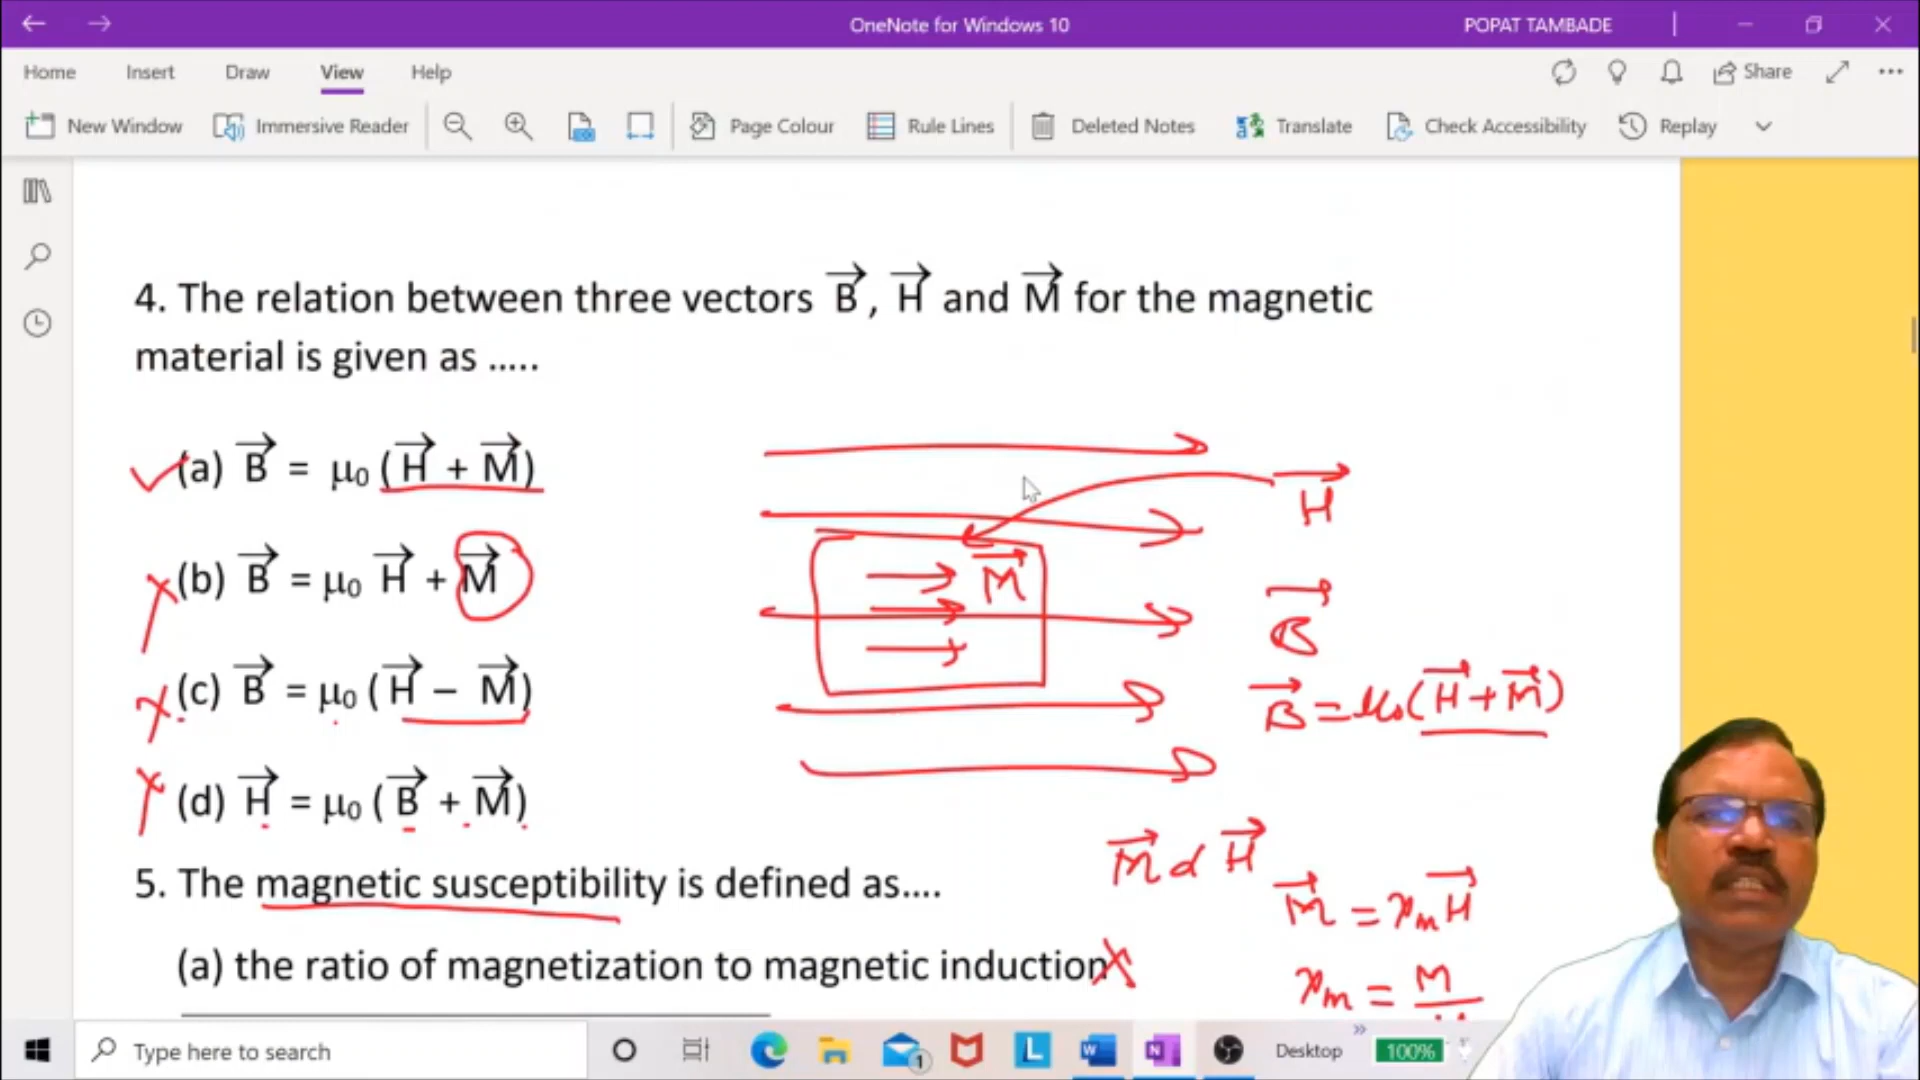 OneNote for Windows 10
POPAT TAMBADE
Home Insert Draw View Help
Share
New Window Immersive Reader Page Colour Rule Lines Deleted Notes Translate Check Accessibility Replay
4. The relation between three vectors B⃗, H⃗ and M⃗ for the magnetic
material is given as .....
(a) B⃗ = μ₀ (H⃗ + M⃗)
(b) B⃗ = μ₀ H⃗ + M⃗
(c) B⃗ = μ₀ (H⃗ − M⃗)
(d) H⃗ = μ₀ (B⃗ + M⃗)
H⃗
M⃗
B⃗
B⃗ = μ₀(H⃗+M⃗)
M⃗ α H⃗
M⃗ = χm H⃗
χm = M
5. The magnetic susceptibility is defined as....
(a) the ratio of magnetization to magnetic induction
Type here to search
1
L
W
N
Desktop
100%